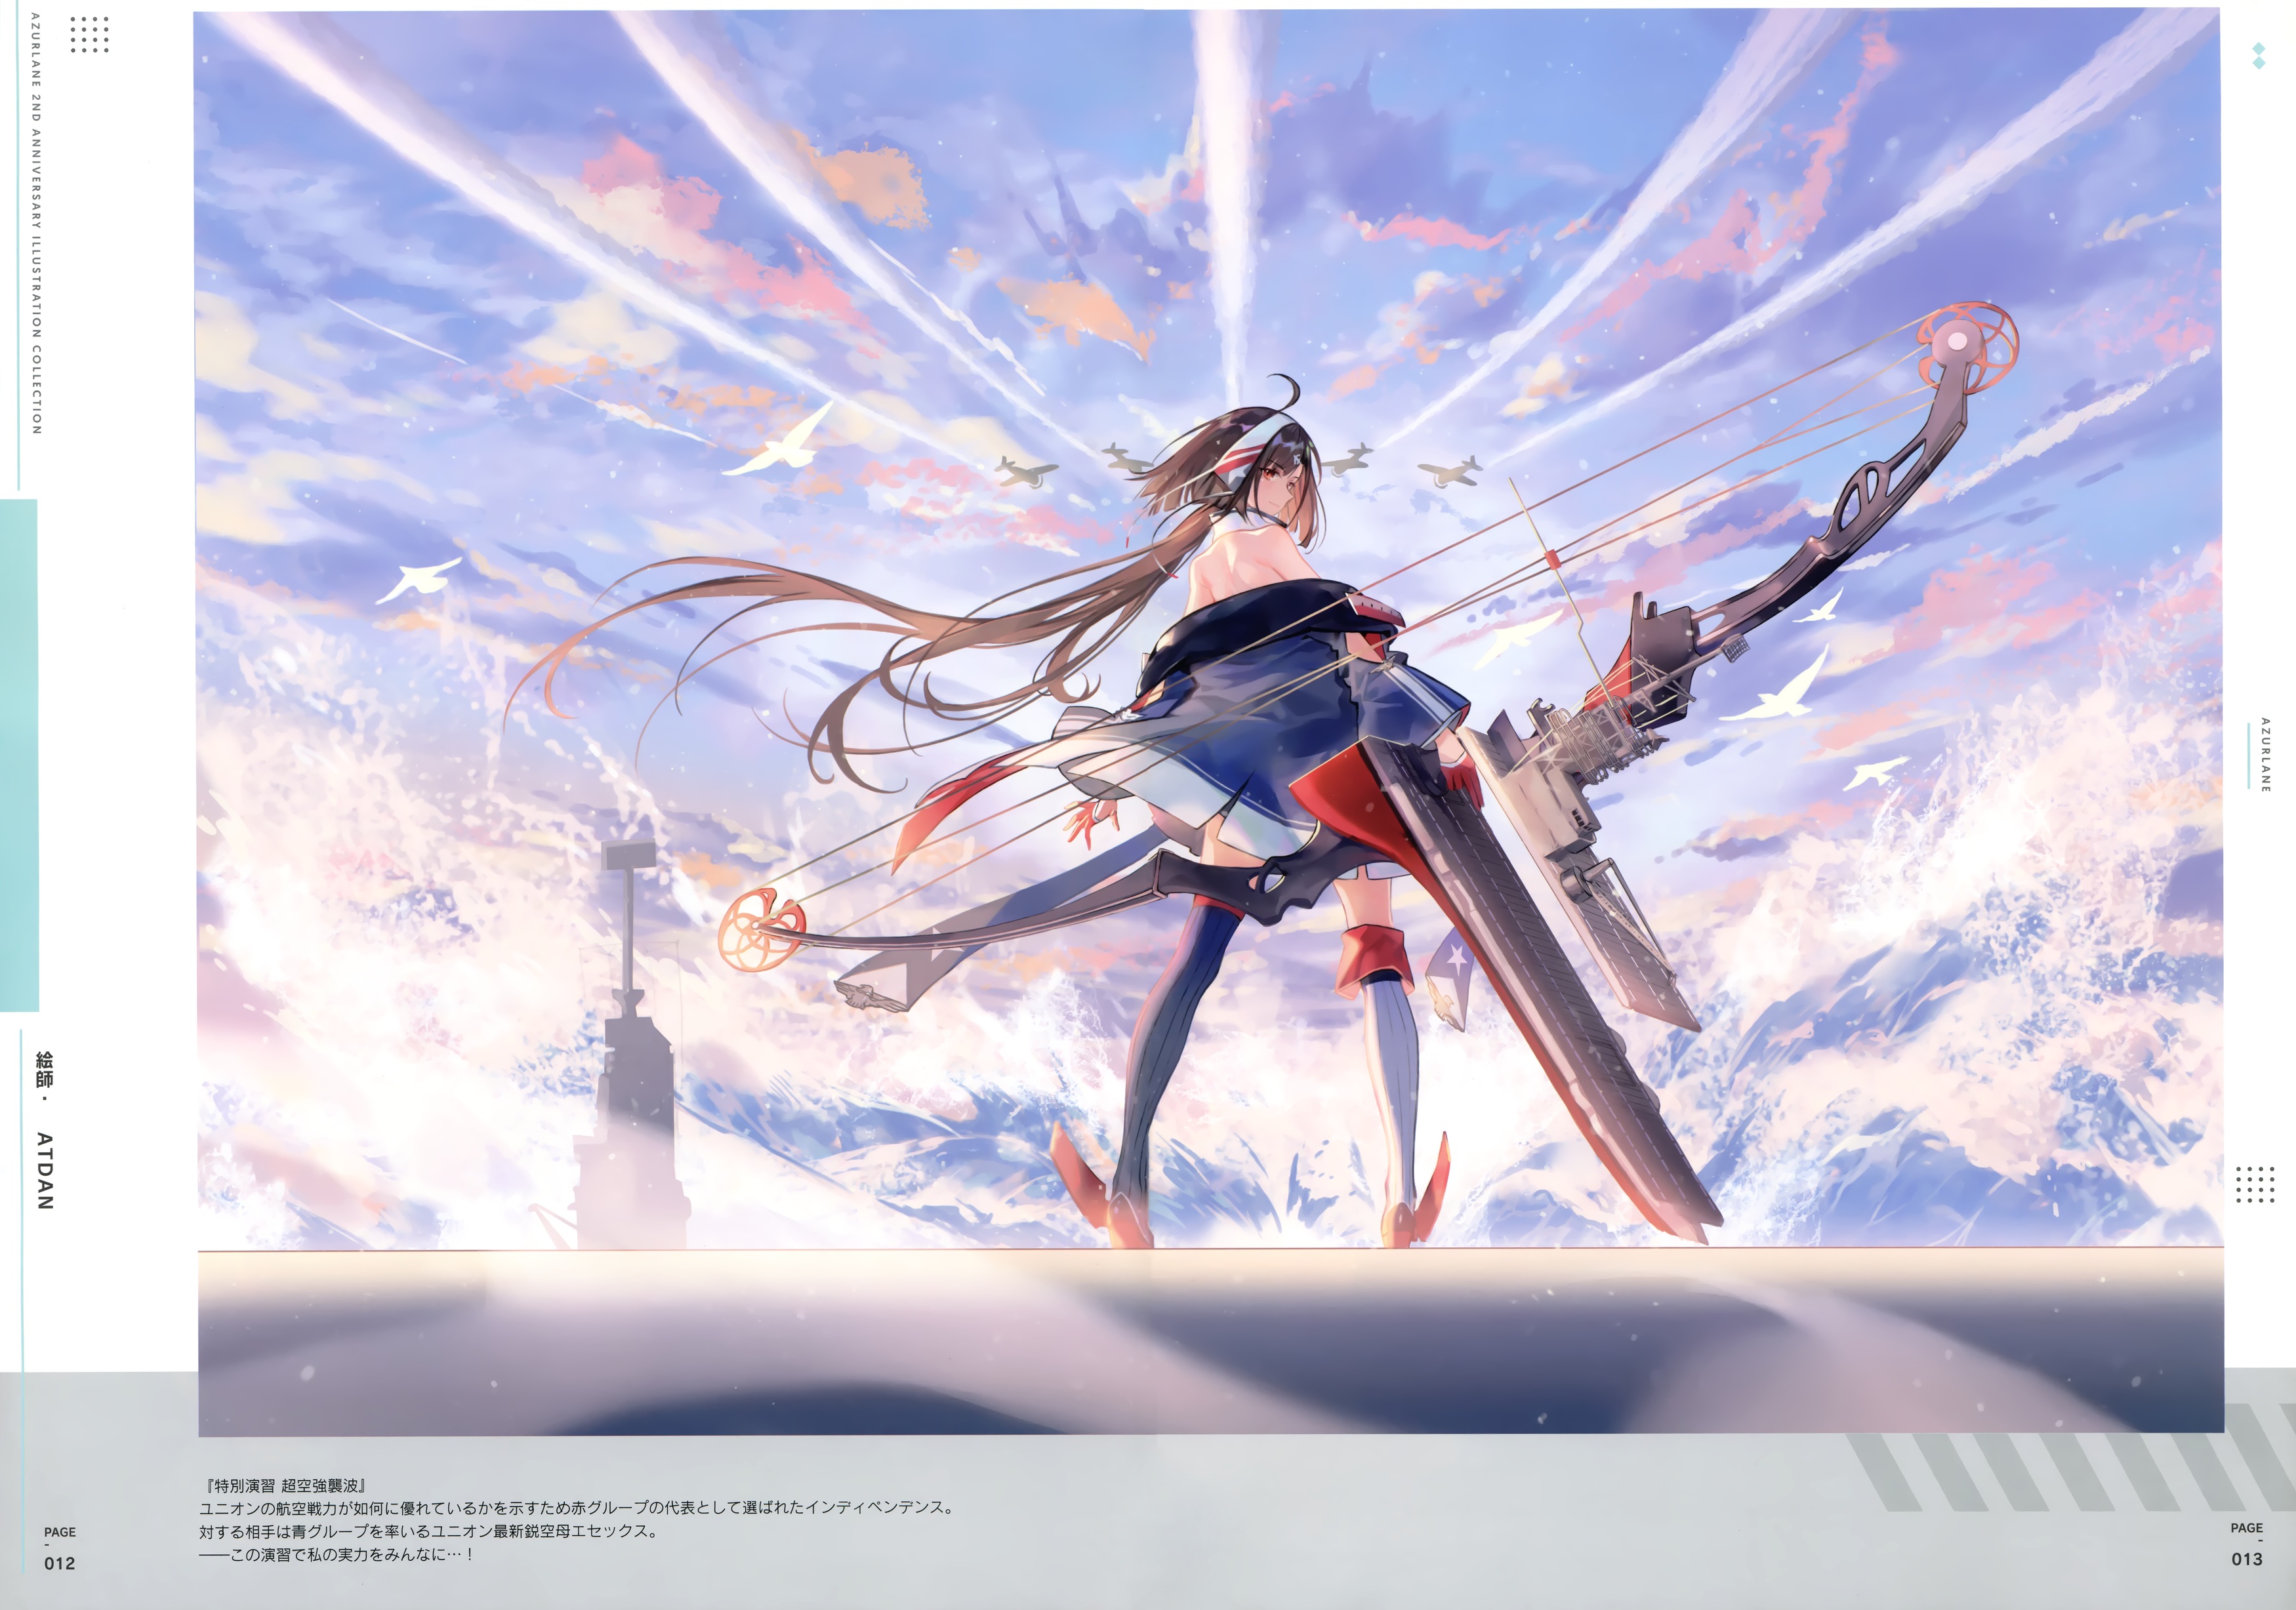 AZURLANE 2ND ANNIVERSARY ILLUSTRATION COLLECTION
絵師・ ATDAN
AZURLANE
15
『特別演習 超空強襲波』
ユニオンの航空戦力が如何に優れているかを示すため赤グループの代表として選ばれたインディペンデンス。
対する相手は青グループを率いるユニオン最新鋭空母エセックス。
――この演習で私の実力をみんなに…！
PAGE
-
012
PAGE
-
013